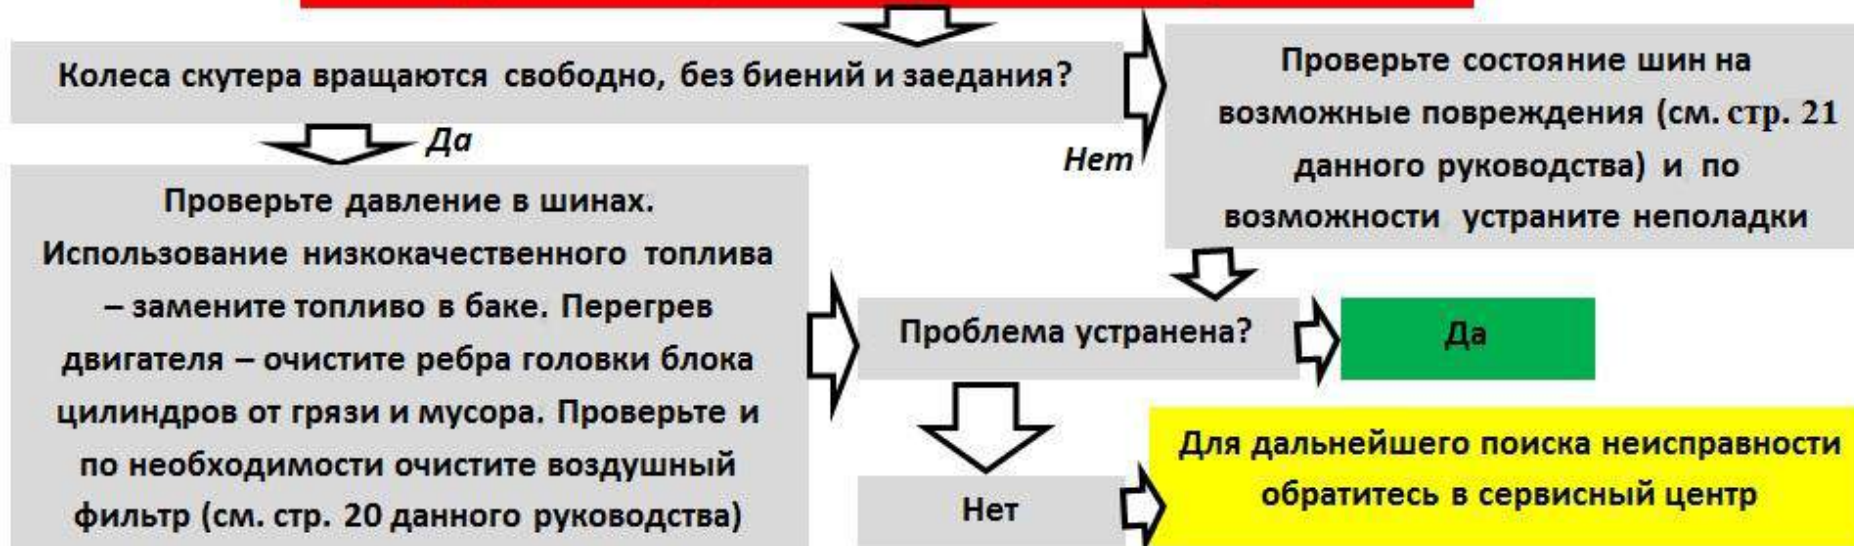 Колеса скутера вращаются свободно, без биений и заедания?
Да
Нет
Проверьте состояние шин на
возможные повреждения (см. стр. 21
данного руководства) и по
возможности устраните неполадки
Проверьте давление в шинах.
Использование низкокачественного топлива
– замените топливо в баке. Перегрев
двигателя – очистите ребра головки блока
цилиндров от грязи и мусора. Проверьте и
по необходимости очистите воздушный
фильтр (см. стр. 20 данного руководства)
Проблема устранена?
Да
Нет
Для дальнейшего поиска неисправности
обратитесь в сервисный центр